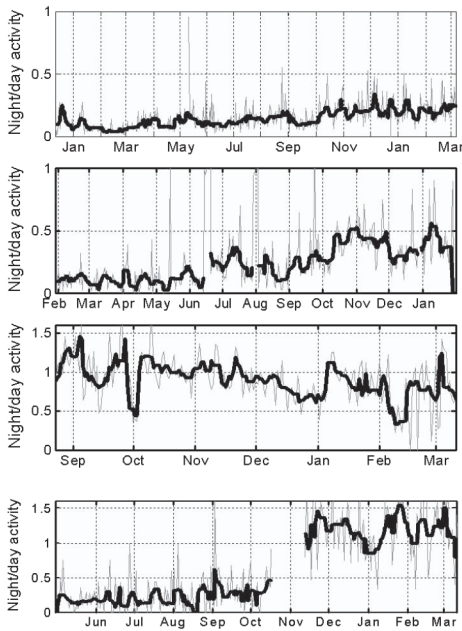 Night/day activity
1
0.5
0
Jan Mar May Jul Sep Nov Jan Mar
Night/day activity
1
0.5
0
Feb Mar Apr May Jun Jul Aug Sep Oct Nov Dec Jan
Night/day activity
1.5
1
0.5
0
Sep Oct Nov Dec Jan Feb Mar
Night/day activity
1.5
1
0.5
0
Jun Jul Aug Sep Oct Nov Dec Jan Feb Mar